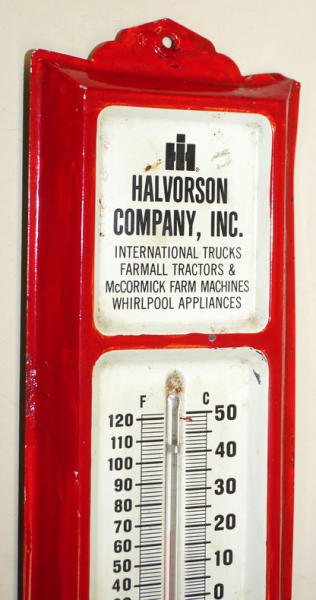 IH®
HALVORSON
COMPANY, INC.
INTERNATIONAL TRUCKS
FARMALL TRACTORS &
McCORMICK FARM MACHINES
WHIRLPOOL APPLIANCES
F C
120 50
110
100 40
90
80 30
70 20
60
50 10
40 0